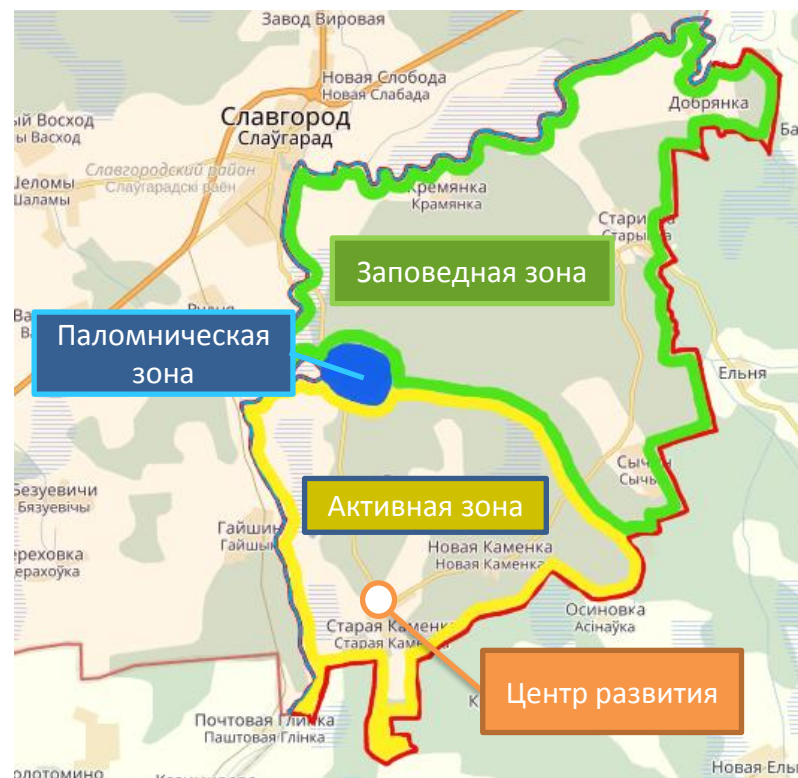 Завод Вировая
Новая Слобода
Новая Слабада
Славгород
Слаўгарад
Добрянка
Восход
Васход
Славгородский район
Слаўгарадскі раён
Шаламы
Кремянка
Крамянка
Заповедная зона
Паломническая
зона
Ельня
Активная зона
Безуевичи
Бязуевічы
Гайшин
Гайшын
Новая Каменка
Новая Каменка
Осиновка
Асінаўка
Старая Каменка
Старая Каменка
Центр развития
Почтовая Глинка
Паштовая Глінка